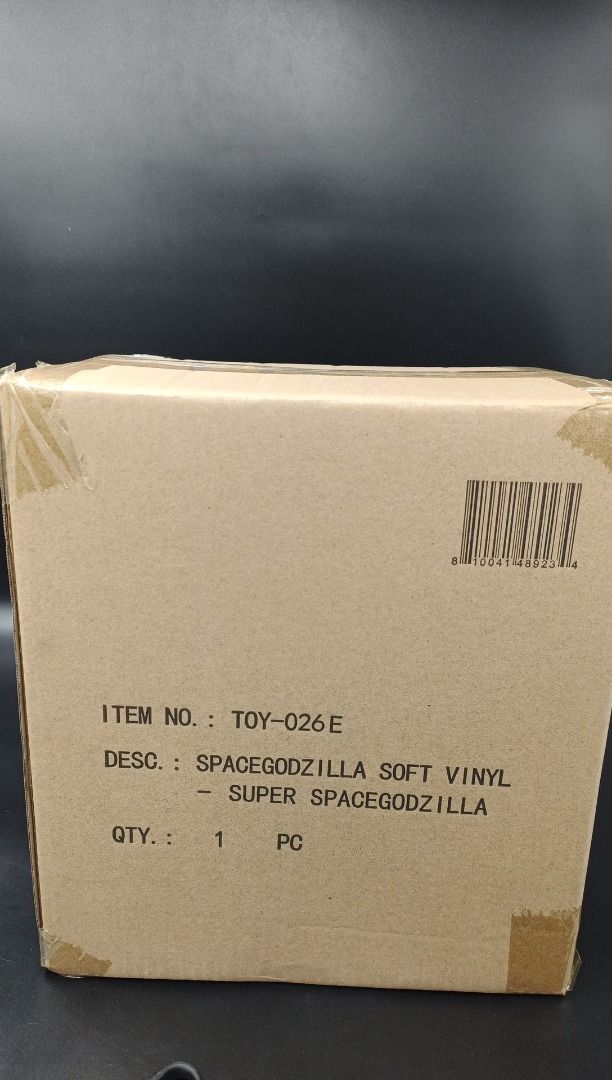 8 10041 48923 4
ITEM NO.: TOY-026E
DESC.: SPACEGODZILLA SOFT VINYL
- SUPER SPACEGODZILLA
QTY.: 1 PC